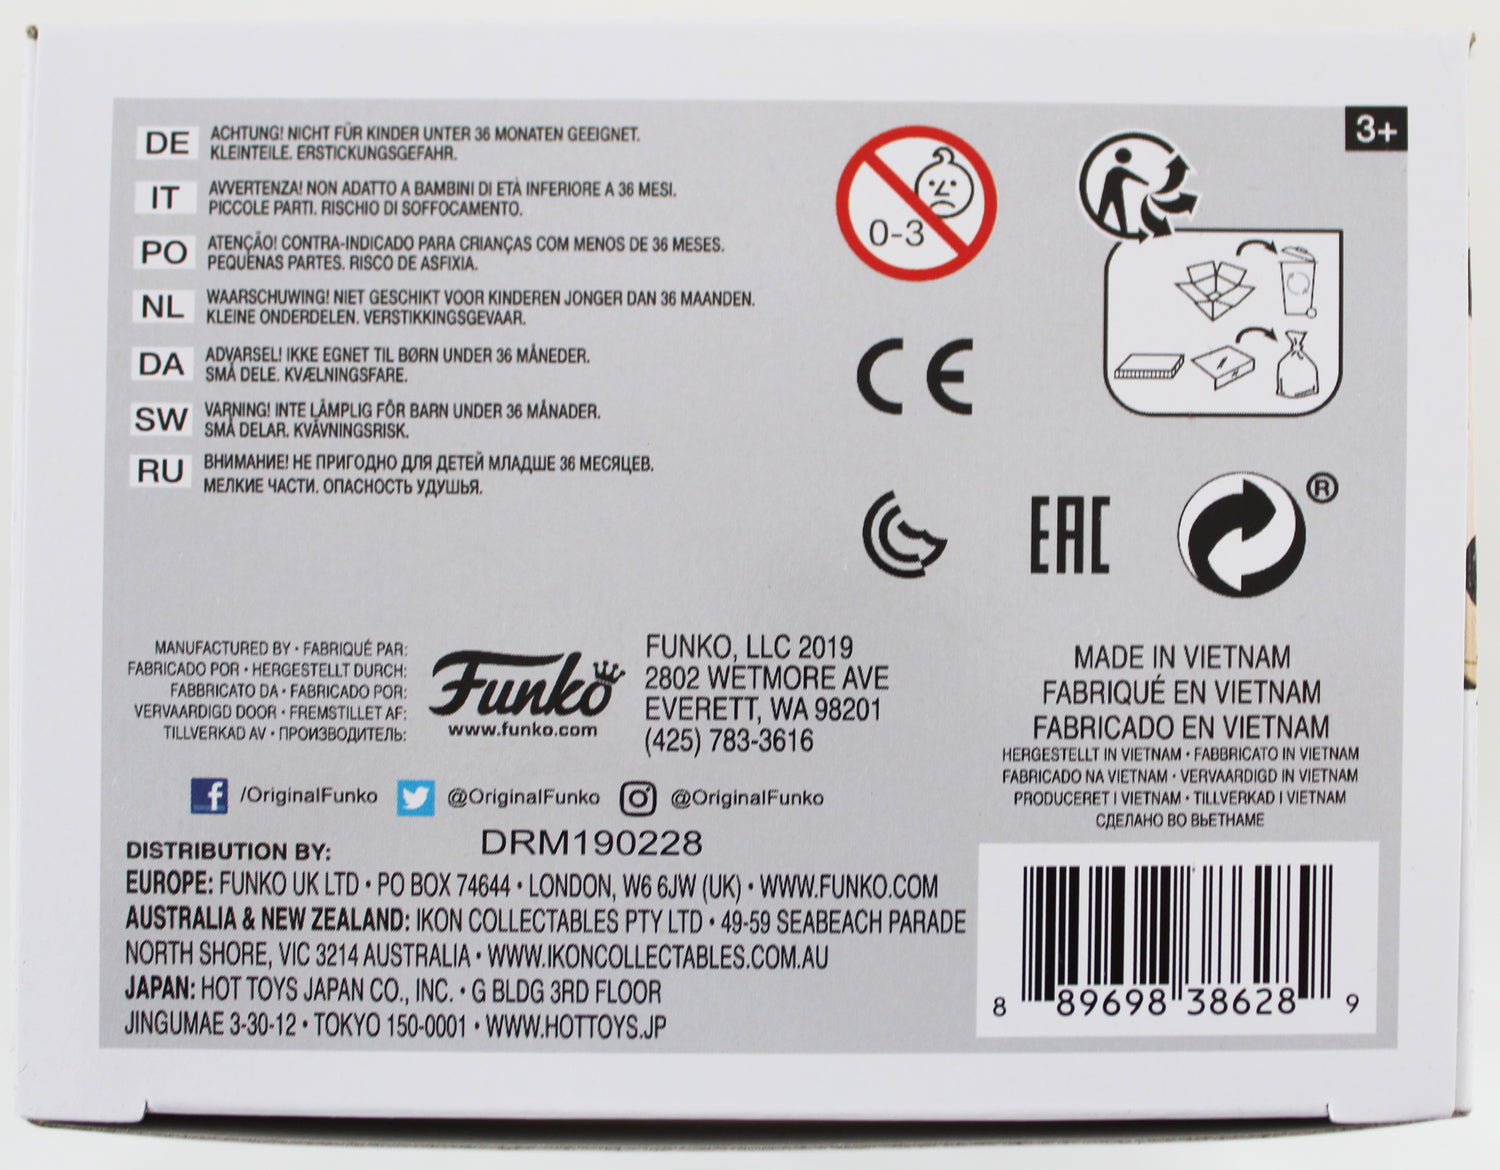 3+
DE ACHTUNG! NICHT FÜR KINDER UNTER 36 MONATEN GEEIGNET.
KLEINTEILE. ERSTICKUNGSGEFAHR.
IT AVVERTENZA! NON ADATTO A BAMBINI DI ETÀ INFERIORE A 36 MESI.
PICCOLE PARTI. RISCHIO DI SOFFOCAMENTO.
PO ATENÇÃO! CONTRA-INDICADO PARA CRIANÇAS COM MENOS DE 36 MESES.
PEQUENAS PARTES. RISCO DE ASFIXIA.
NL WAARSCHUWING! NIET GESCHIKT VOOR KINDEREN JONGER DAN 36 MAANDEN.
KLEINE ONDERDELEN. VERSTIKKINGSGEVAAR.
DA ADVARSEL! IKKE EGNET TIL BØRN UNDER 36 MÅNEDER.
SMÅ DELE. KVÆLNINGSFARE.
SW VARNING! INTE LÄMPLIG FÖR BARN UNDER 36 MÅNADER.
SMÅ DELAR. KVÄVNINGSRISK.
RU ВНИМАНИЕ! НЕ ПРИГОДНО ДЛЯ ДЕТЕЙ МЛАДШЕ 36 МЕСЯЦЕВ.
МЕЛКИЕ ЧАСТИ. ОПАСНОСТЬ УДУШЬЯ.
0-3
CE
EAC
®
MANUFACTURED BY • FABRIQUÉ PAR:
FABRICADO POR • HERGESTELLT DURCH:
FABBRICATO DA • FABRICADO POR:
VERVAARDIGD DOOR • FREMSTILLET AF:
TILLVERKAD AV • ПРОИЗВОДИТЕЛЬ:
Funko
www.funko.com
FUNKO, LLC 2019
2802 WETMORE AVE
EVERETT, WA 98201
(425) 783-3616
MADE IN VIETNAM
FABRIQUÉ EN VIETNAM
FABRICADO EN VIETNAM
HERGESTELLT IN VIETNAM • FABBRICATO IN VIETNAM
FABRICADO NA VIETNAM • VERVAARDIGD IN VIETNAM
PRODUCERET I VIETNAM • TILLVERKAD I VIETNAM
СДЕЛАНО ВО ВЬЕТНАМЕ
f /OriginalFunko @OriginalFunko @OriginalFunko
DRM190228
DISTRIBUTION BY:
EUROPE: FUNKO UK LTD • PO BOX 74644 • LONDON, W6 6JW (UK) • WWW.FUNKO.COM
AUSTRALIA & NEW ZEALAND: IKON COLLECTABLES PTY LTD • 49-59 SEABEACH PARADE
NORTH SHORE, VIC 3214 AUSTRALIA • WWW.IKONCOLLECTABLES.COM.AU
JAPAN: HOT TOYS JAPAN CO., INC. • G BLDG 3RD FLOOR
JINGUMAE 3-30-12 • TOKYO 150-0001 • WWW.HOTTOYS.JP
8 89698 38628 9